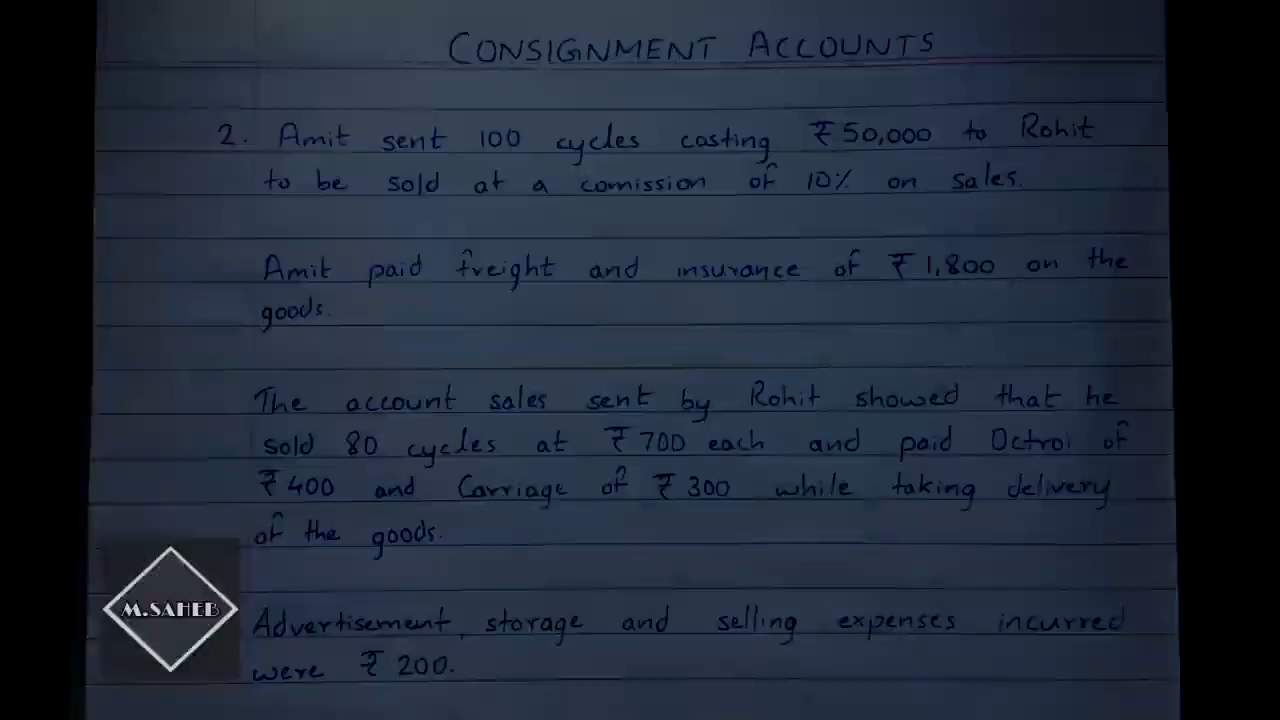 CONSIGNMENT ACCOUNTS
2. Amit sent 100 cycles costing ₹50,000 to Rohit
to be sold at a comission of 10% on sales.
Amit paid freight and insurance of ₹1,800 on the
goods.
The account sales sent by Rohit showed that he
sold 80 cycles at ₹700 each and paid Octroi of
₹400 and Carriage of ₹300 while taking delivery
of the goods.
Advertisement, storage and selling expenses incurred
were ₹200.
M.SAHEB